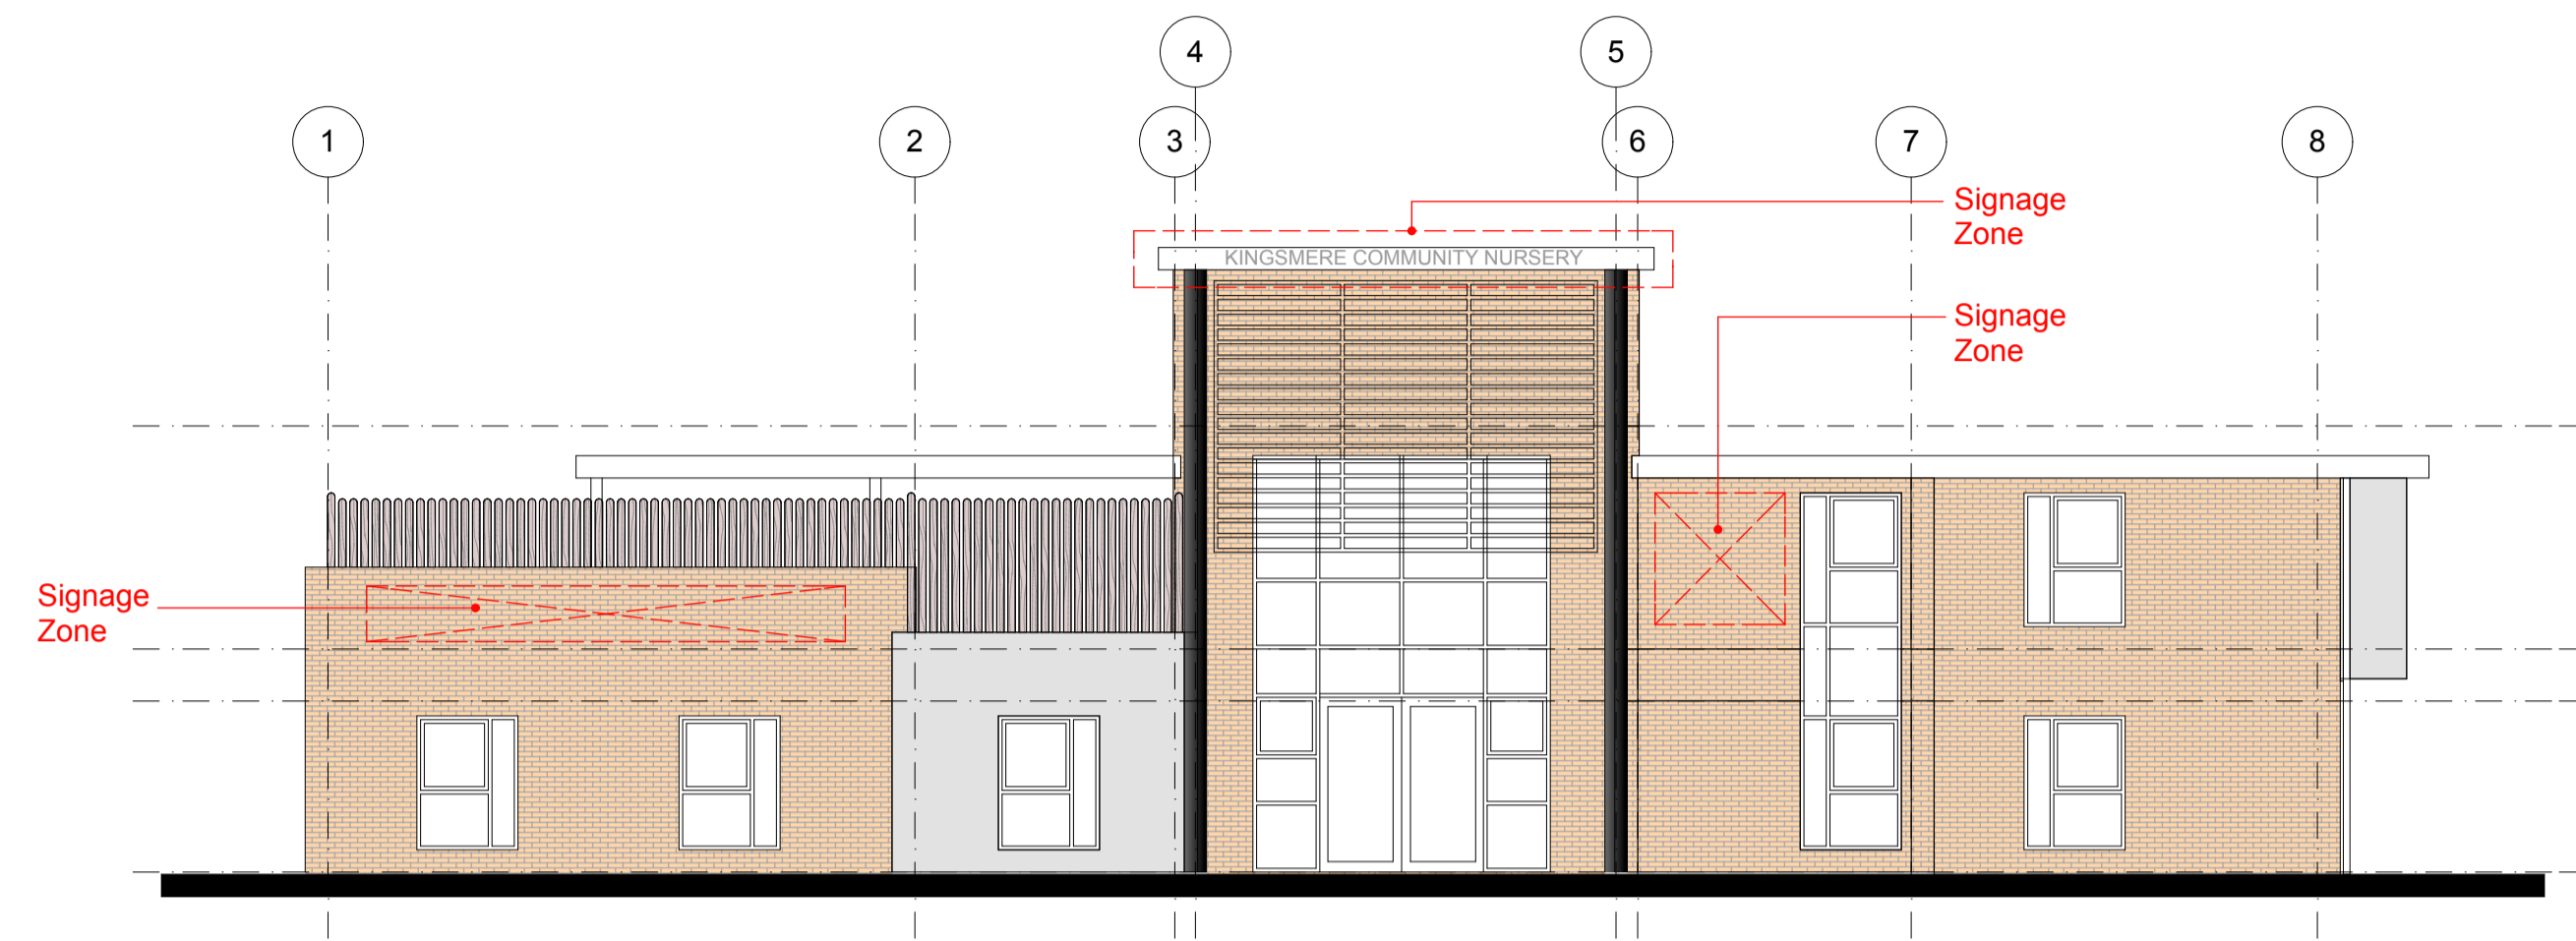 4
5
1
2
3
6
7
8
Signage
Zone
KINGSMERE COMMUNITY NURSERY
Signage
Zone
Signage
Zone